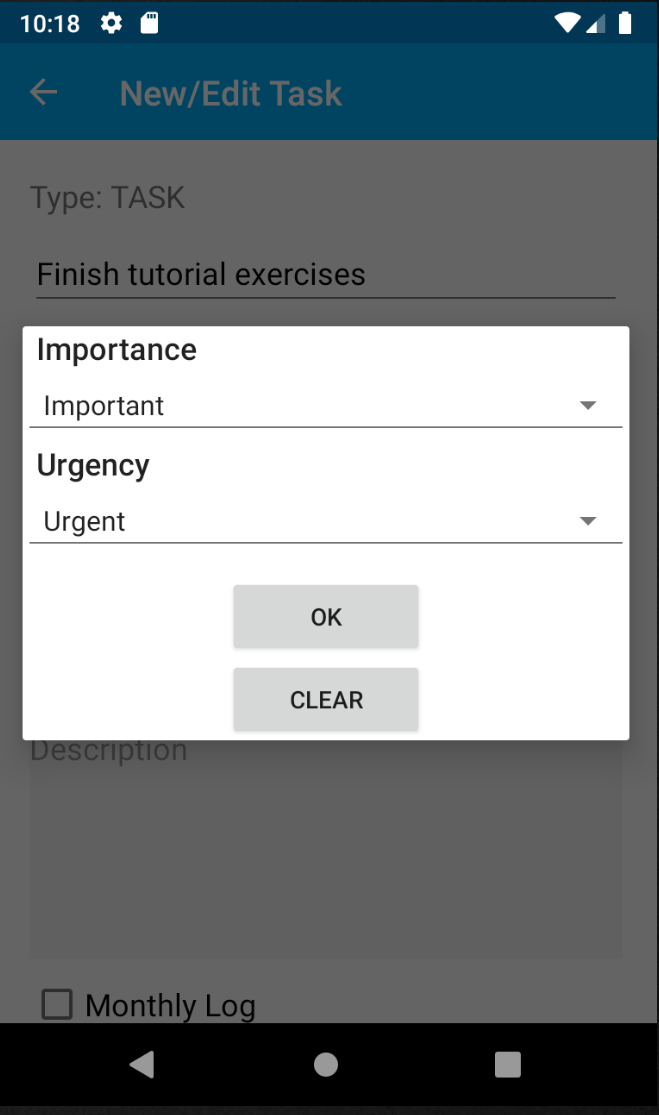 10:18
New/Edit Task
Type: TASK
Finish tutorial exercises
Importance
Important
Urgency
Urgent
OK
CLEAR
Description
Monthly Log